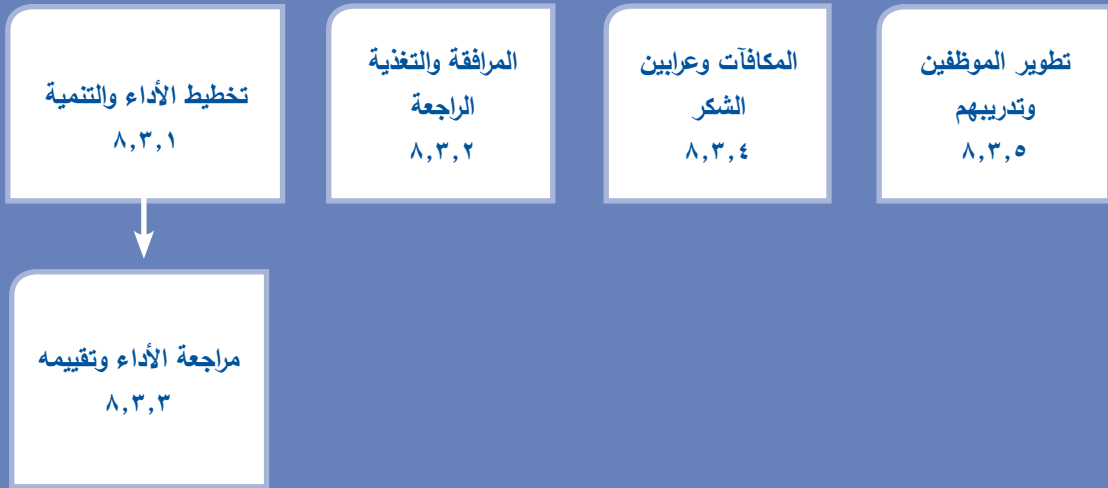 تخطيط الأداء والتنمية
٨,٣,١
المرافقة والتغذية
الراجعة
٨,٣,٢
المكافآت وعرابين
الشكر
٨,٣,٤
تطوير الموظفين
وتدريبهم
٨,٣,٥
مراجعة الأداء وتقييمه
٨,٣,٣